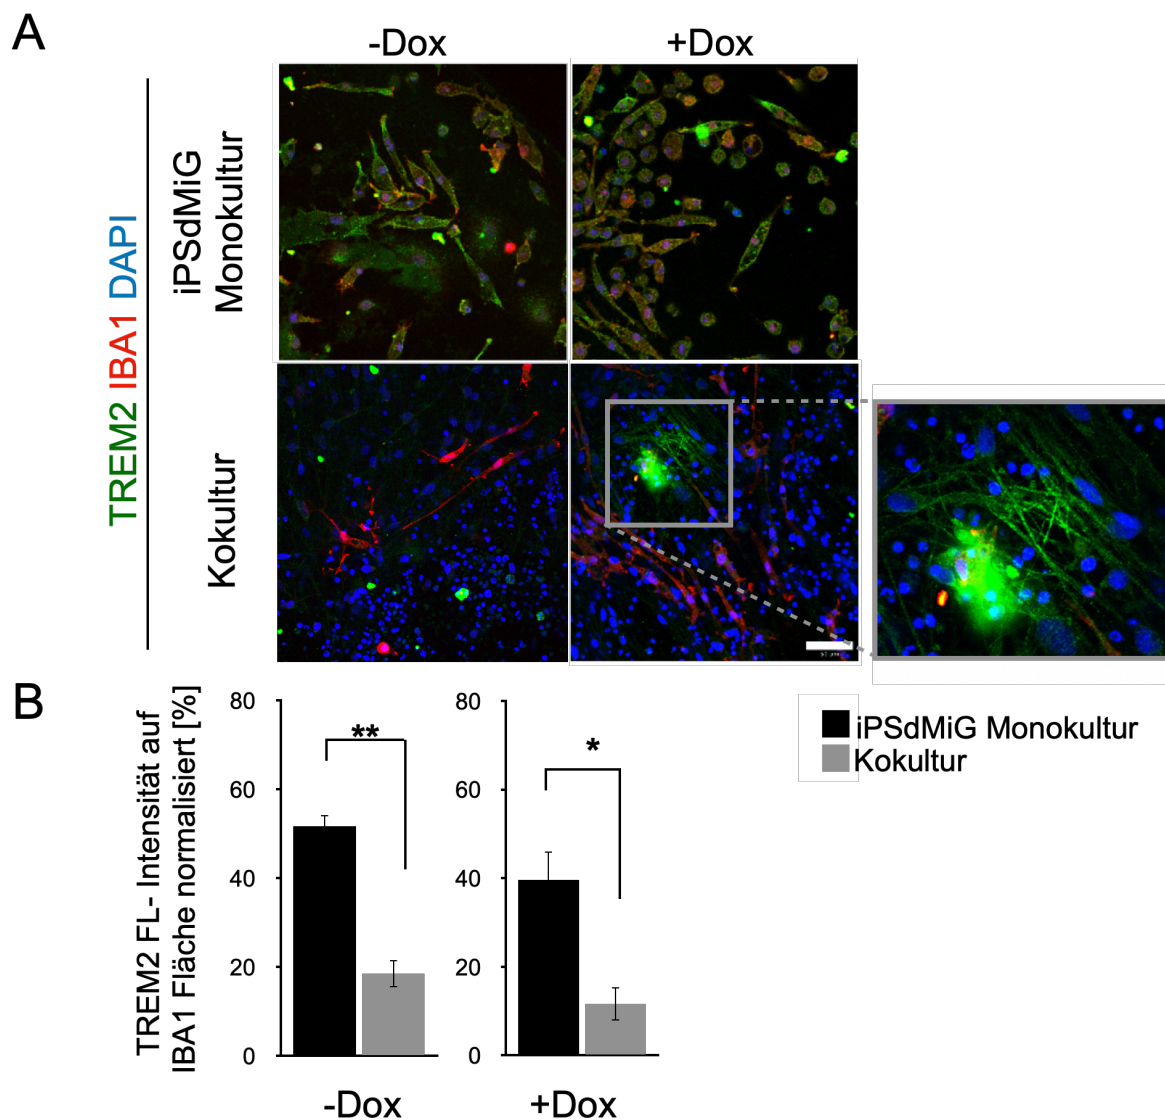 A
-Dox
+Dox
TREM2 IBA1 DAPI
iPSdMiG
Monokultur
Kokultur
B
TREM2 FL- Intensität auf
IBA1 Fläche normalisiert [%]
80
60
40
20
0
**
-Dox
80
60
40
20
0
*
+Dox
iPSdMiG Monokultur
Kokultur